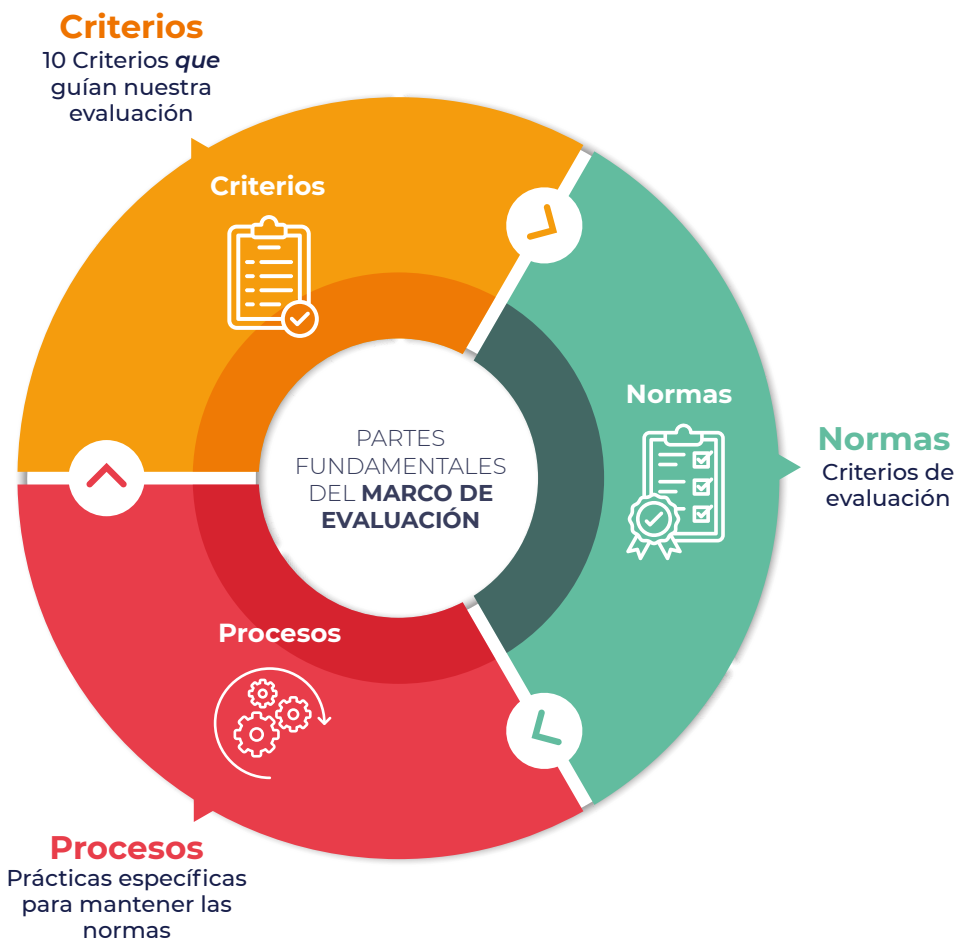 Criterios
10 Criterios que
guían nuestra
evaluación
Criterios
Normas
Normas
Criterios de
evaluación
PARTES
FUNDAMENTALES
DEL MARCO DE
EVALUACIÓN
Procesos
Procesos
Prácticas específicas
para mantener las
normas